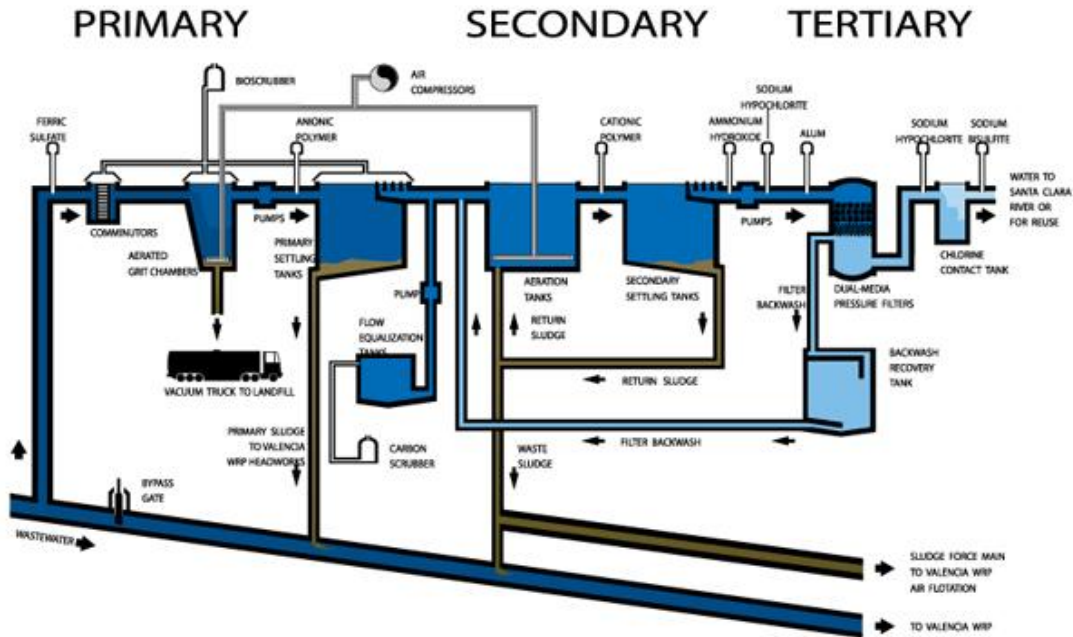 PRIMARY
SECONDARY
TERTIARY
BIOSCRUBBER
AIR
COMPRESSORS
FERRIC
SULFATE
ANIONIC
POLYMER
CATIONIC
POLYMER
SODIUM
HYPOCHLORITE
AMMONIUM
HYDROXIDE
ALUM
SODIUM
HYPOCHLORITE
SODIUM
BISULFITE
WATER TO
SANTA CLARA
RIVER OR
FOR REUSE
COMMINUTORS
PUMPS
PUMPS
AERATED
GRIT CHAMBERS
PRIMARY
SETTLING
TANKS
AERATION
TANKS
SECONDARY
SETTLING TANKS
FILTER
BACKWASH
DUAL-MEDIA
PRESSURE FILTERS
CHLORINE
CONTACT TANK
PUMP
FLOW
EQUALIZATION
TANKS
RETURN
SLUDGE
VACUUM TRUCK TO LANDFILL
RETURN SLUDGE
BACKWASH
RECOVERY
TANK
PRIMARY SLUDGE
TO VALENCIA
WRP HEADWORKS
CARBON
SCRUBBER
WASTE
SLUDGE
FILTER BACKWASH
BYPASS
GATE
WASTEWATER
SLUDGE FORCE MAIN
TO VALENCIA WRP
AIR FLOTATION
TO VALENCIA WRP